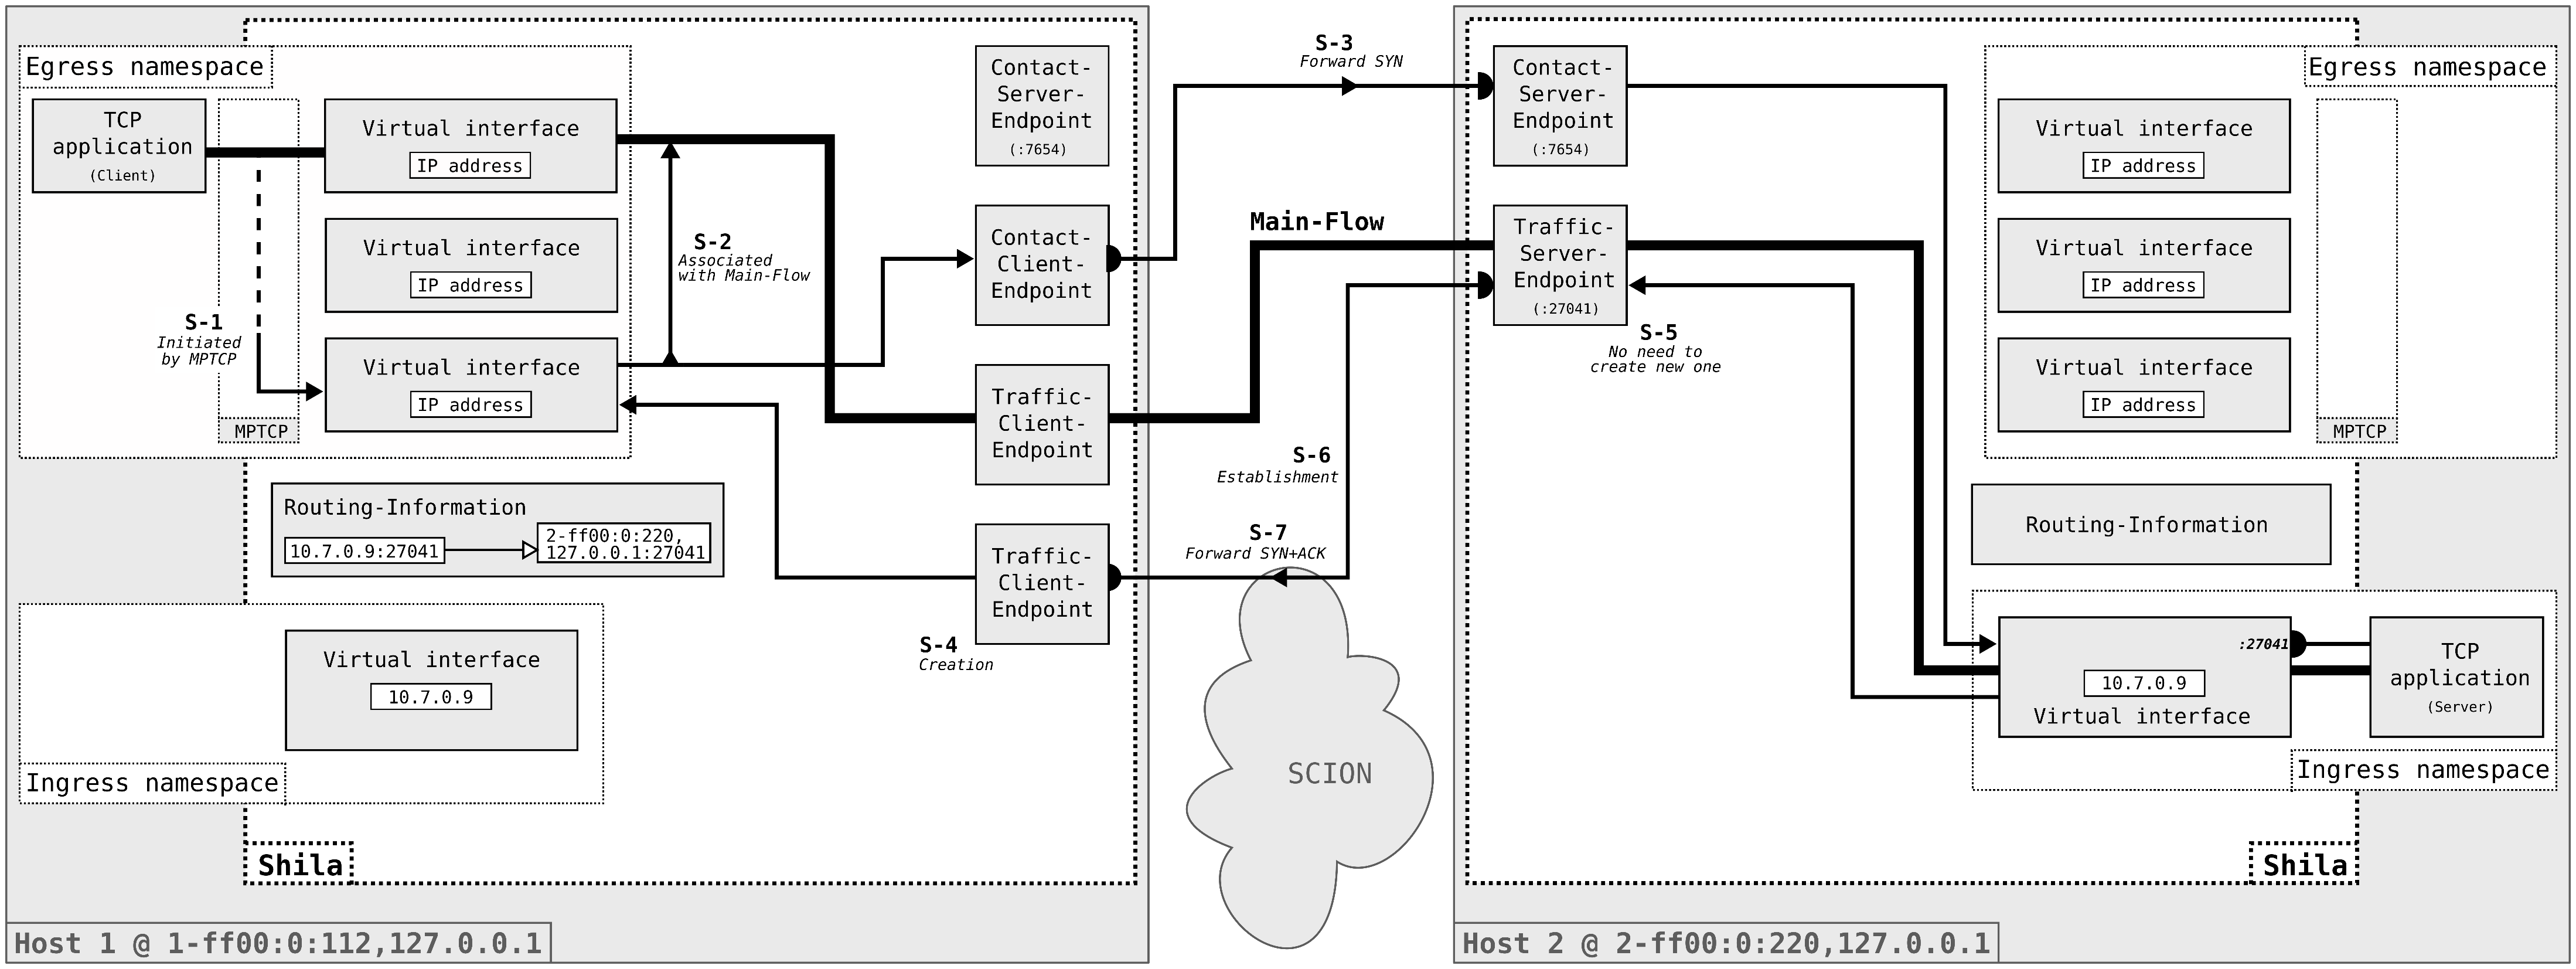 Egress namespace
TCP
application
(Client)
Virtual interface
IP address
Virtual interface
IP address
Virtual interface
IP address
MPTCP
S-1
Initiated
by MPTCP
S-2
Associated
with Main-Flow
Routing-Information
10.7.0.9:27041
2-ff00:0:220,
127.0.0.1:27041
Virtual interface
10.7.0.9
Ingress namespace
Contact-
Server-
Endpoint
(:7654)
Contact-
Client-
Endpoint
Traffic-
Client-
Endpoint
Traffic-
Client-
Endpoint
S-4
Creation
Shila
Host 1 @ 1-ff00:0:112,127.0.0.1
S-3
Forward SYN
Main-Flow
S-6
Establishment
S-7
Forward SYN+ACK
SCION
Contact-
Server-
Endpoint
(:7654)
Traffic-
Server-
Endpoint
(:27041)
S-5
No need to
create new one
Egress namespace
Virtual interface
IP address
Virtual interface
IP address
Virtual interface
IP address
MPTCP
Routing-Information
:27041
10.7.0.9
Virtual interface
TCP
application
(Server)
Ingress namespace
Shila
Host 2 @ 2-ff00:0:220,127.0.0.1